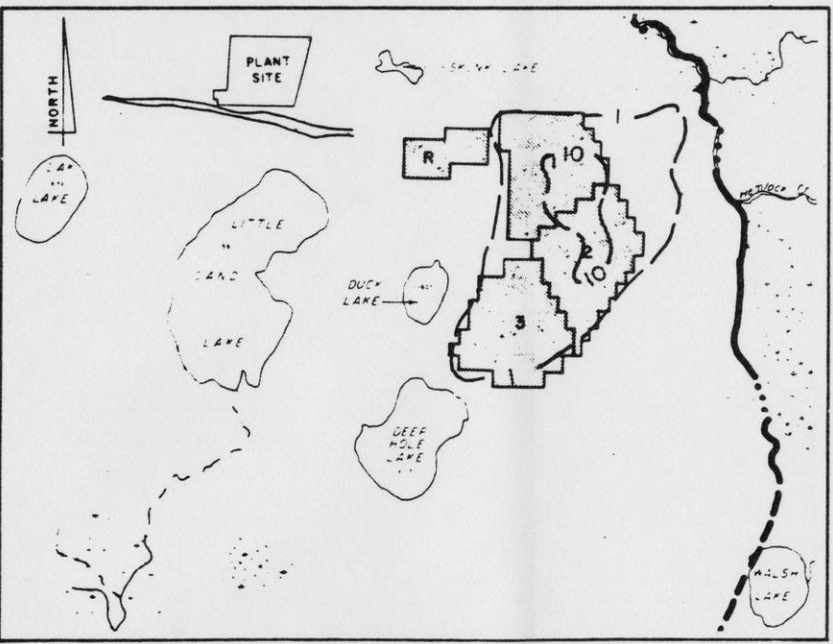 NORTH
PLANT
SITE
SKUNK LAKE
LAKE
LITTLE
SAND
LAKE
DUCK
LAKE
DEEP
HOLE
LAKE
R
1
10
2
10
3
WALSH
LAKE